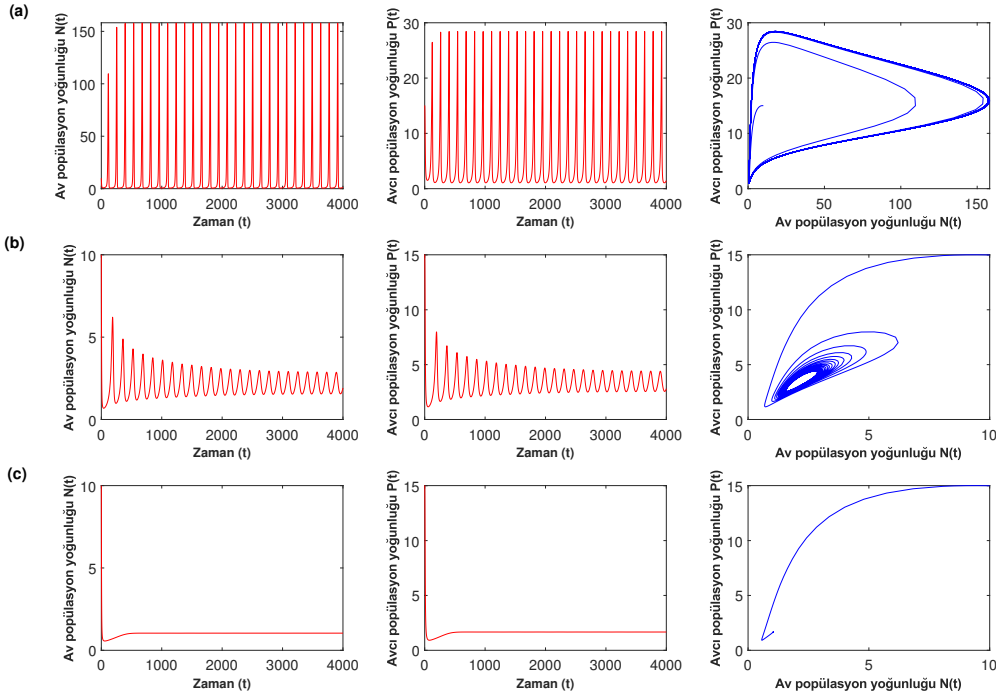 (a)
Av popülasyon yoğunluğu N(t)
150
100
50
0
0 1000 2000 3000 4000
Zaman (t)
Avcı popülasyon yoğunluğu P(t)
30
20
10
0
0 1000 2000 3000 4000
Zaman (t)
Avcı popülasyon yoğunluğu P(t)
30
20
10
0
50 100 150
Av popülasyon yoğunluğu N(t)
(b)
Av popülasyon yoğunluğu N(t)
10
5
0
0 1000 2000 3000 4000
Zaman (t)
Avcı popülasyon yoğunluğu P(t)
15
10
5
0
0 1000 2000 3000 4000
Zaman (t)
Avcı popülasyon yoğunluğu P(t)
15
10
5
0
0 5 10
Av popülasyon yoğunluğu N(t)
(c)
Av popülasyon yoğunluğu N(t)
10
5
0
0 1000 2000 3000 4000
Zaman (t)
Avcı popülasyon yoğunluğu P(t)
15
10
5
0
0 1000 2000 3000 4000
Zaman (t)
Avcı popülasyon yoğunluğu P(t)
15
10
5
0
0 5 10
Av popülasyon yoğunluğu N(t)